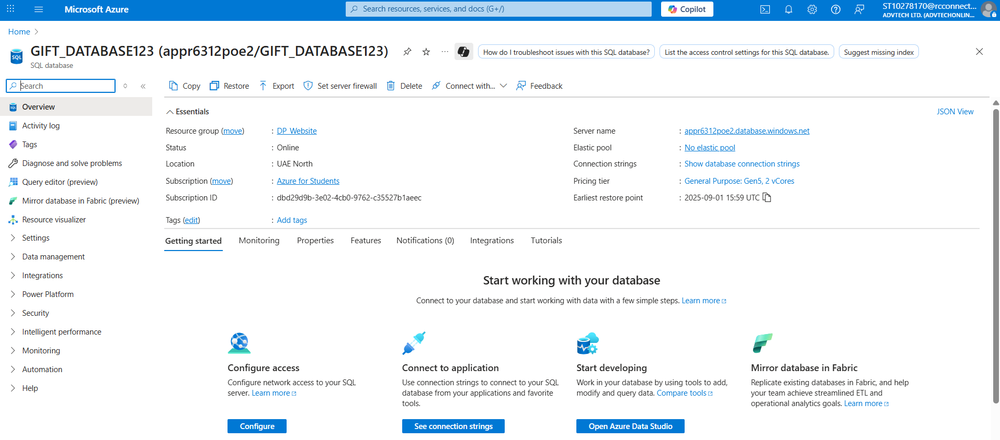 Microsoft Azure
Search resources, services, and docs (G+/)
Copilot
ST10278170@rcconnect...
ADVTECH LTD. (ADVTECHONLIN...
Home
GIFT_DATABASE123 (appr6312poe2/GIFT_DATABASE123)
SQL
SQL database
How do I troubleshoot issues with this SQL database?
List the access control settings for this SQL database.
Suggest missing index
Search
Copy
Restore
Export
Set server firewall
Delete
Connect with...
Feedback
Overview
Activity log
Tags
Diagnose and solve problems
Query editor (preview)
Mirror database in Fabric (preview)
Resource visualizer
Settings
Data management
Integrations
Power Platform
Security
Intelligent performance
Monitoring
Automation
Help
Essentials
JSON View
Resource group (move) : DP_Website
Status : Online
Location : UAE North
Subscription (move) : Azure for Students
Subscription ID : dbd29d9b-3e02-4cb0-9762-c35527b1aeec
Tags (edit) : Add tags
Server name : appr6312poe2.database.windows.net
Elastic pool : No elastic pool
Connection strings : Show database connection strings
Pricing tier : General Purpose: Gen5, 2 vCores
Earliest restore point : 2025-09-01 15:59 UTC
Getting started
Monitoring
Properties
Features
Notifications (0)
Integrations
Tutorials
Start working with your database
Connect to your database and start working with data with a few simple steps. Learn more
Configure access
Configure network access to your SQL
server. Learn more
Configure
Connect to application
Use connection strings to connect to your SQL
database from your applications and favorite
tools.
See connection strings
Start developing
Work in your database by using tools to add,
modify and query data. Compare tools
Open Azure Data Studio
Mirror database in Fabric
Replicate existing databases in Fabric, and help
your team achieve streamlined ETL and
operational analytics goals. Learn more